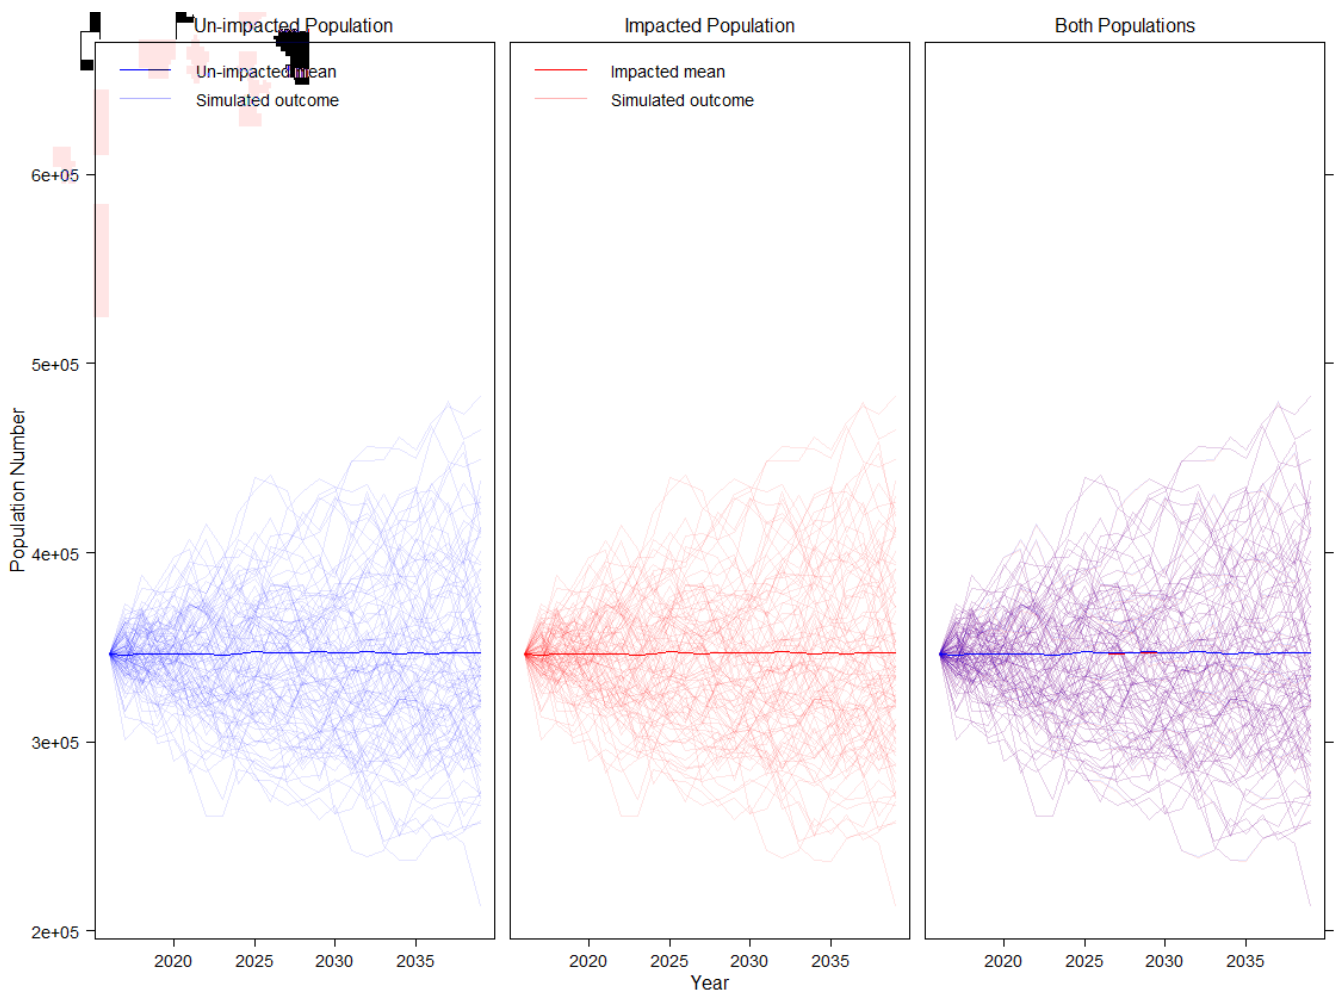 Un-impacted Population
Impacted Population
Both Populations
Un-impacted mean
Simulated outcome
Impacted mean
Simulated outcome
6e+05
5e+05
4e+05
3e+05
2e+05
Population Number
2020 2025 2030 2035
2020 2025 2030 2035
2020 2025 2030 2035
Year